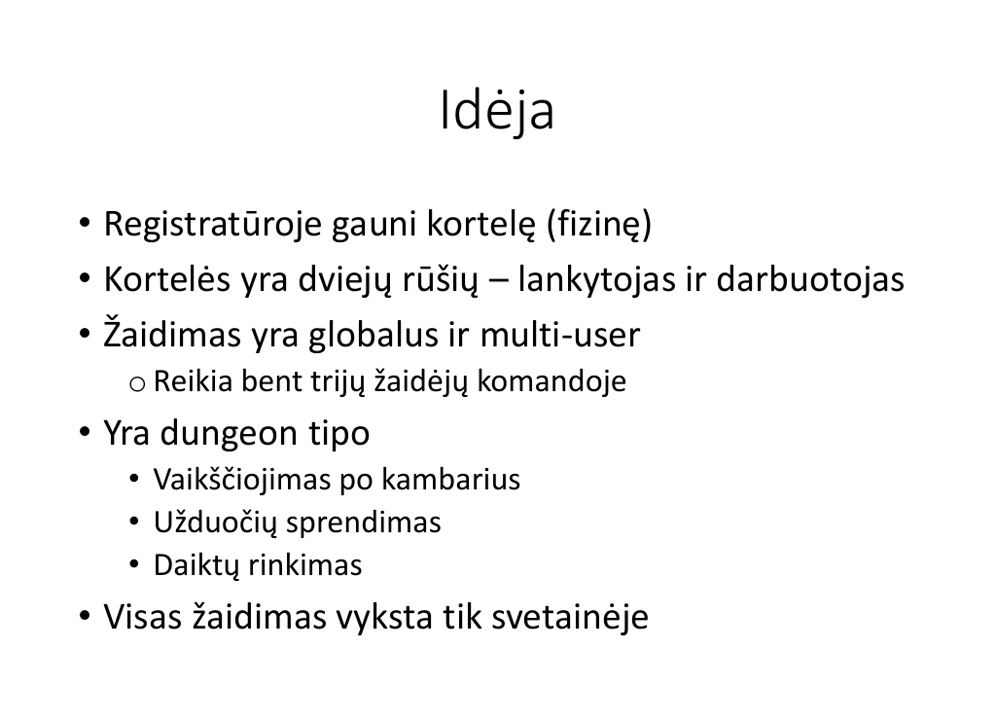 Idėja
• Registratūroje gauni kortelę (fizinę)
• Kortelės yra dviejų rūšių – lankytojas ir darbuotojas
• Žaidimas yra globalus ir multi-user
o Reikia bent trijų žaidėjų komandoje
• Yra dungeon tipo
• Vaikščiojimas po kambarius
• Užduočių sprendimas
• Daiktų rinkimas
• Visas žaidimas vyksta tik svetainėje